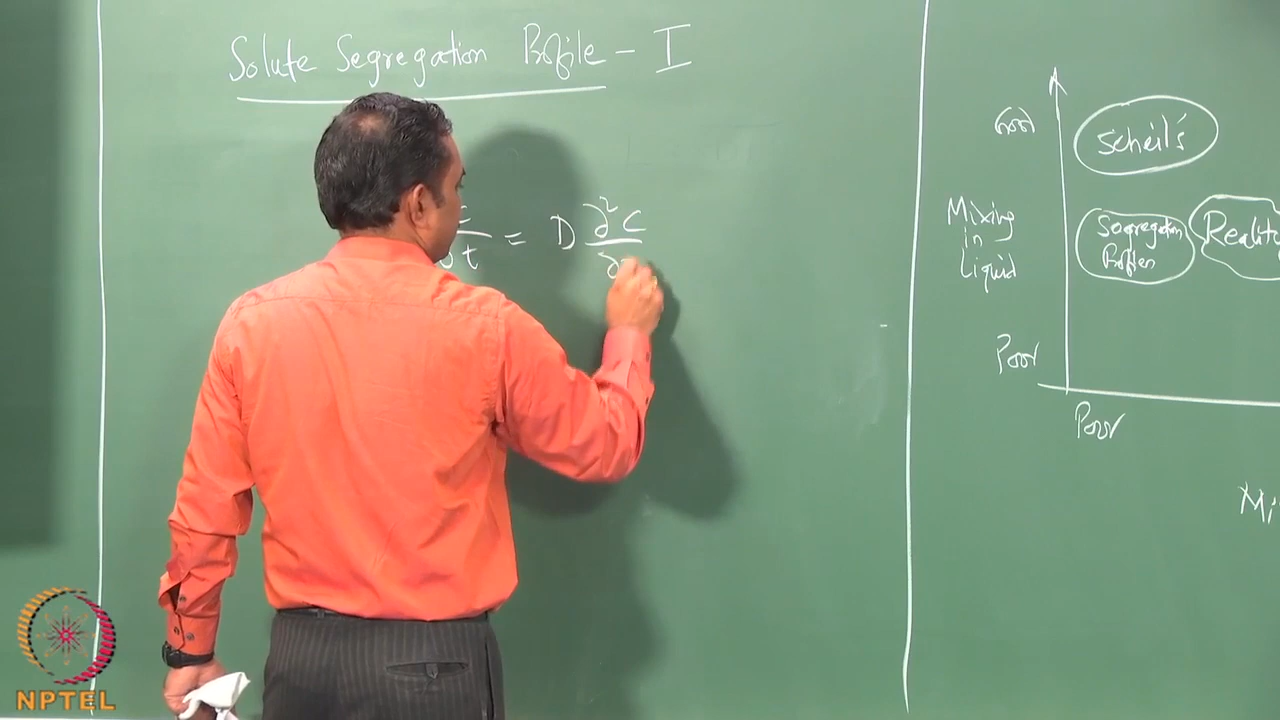 Solute Segregation Profile - I
∂t = D ∂²C
Good
Scheil's
Mixing in Liquid
Segregation Profiles
Poor
Poor
NPTEL